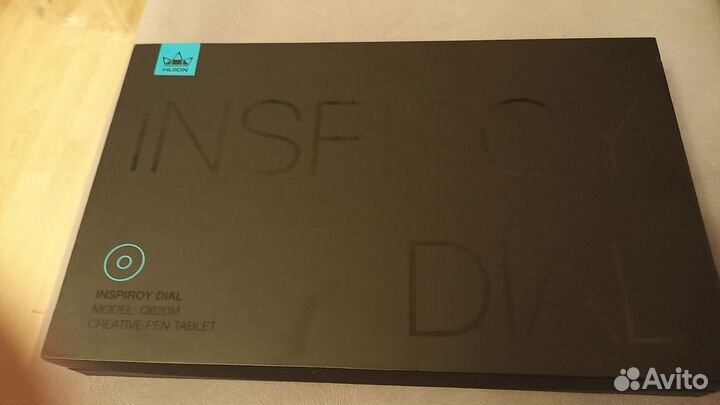 HUION
INSPIROY
DIAL
INSPIROY DIAL
MODEL: Q620M
CREATIVE PEN TABLET
Avito